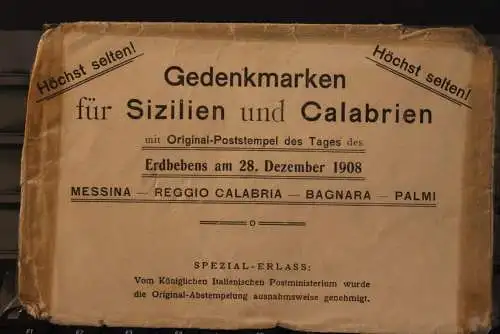 Höchst selten!
Höchst selten!
Gedenkmarken
für Sizilien und Calabrien
mit Original-Poststempel des Tages des
Erdbebens am 28. Dezember 1908
MESSINA — REGGIO CALABRIA — BAGNARA — PALMI
SPEZIAL-ERLASS:
Vom Königlichen Italienischen Postministerium wurde
die Original-Abstempelung ausnahmsweise genehmigt.